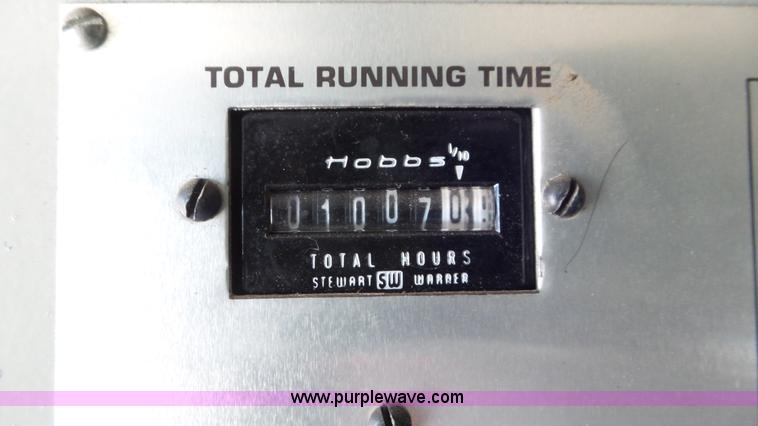 TOTAL RUNNING TIME
Hobbs 1/10
010070
TOTAL HOURS
STEWART SW WARNER
www.purplewave.com